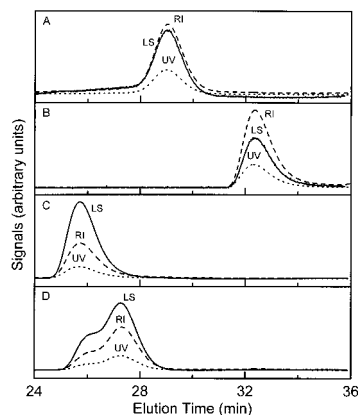 A
RI
LS
UV
B
RI
LS
UV
C
LS
RI
UV
D
LS
RI
UV
Signals (arbitrary units)
24 28 32 36
Elution Time (min)